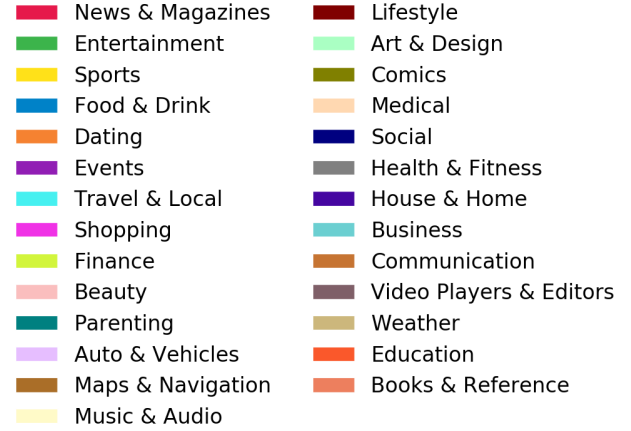 News & Magazines
Entertainment
Sports
Food & Drink
Dating
Events
Travel & Local
Shopping
Finance
Beauty
Parenting
Auto & Vehicles
Maps & Navigation
Music & Audio
Lifestyle
Art & Design
Comics
Medical
Social
Health & Fitness
House & Home
Business
Communication
Video Players & Editors
Weather
Education
Books & Reference